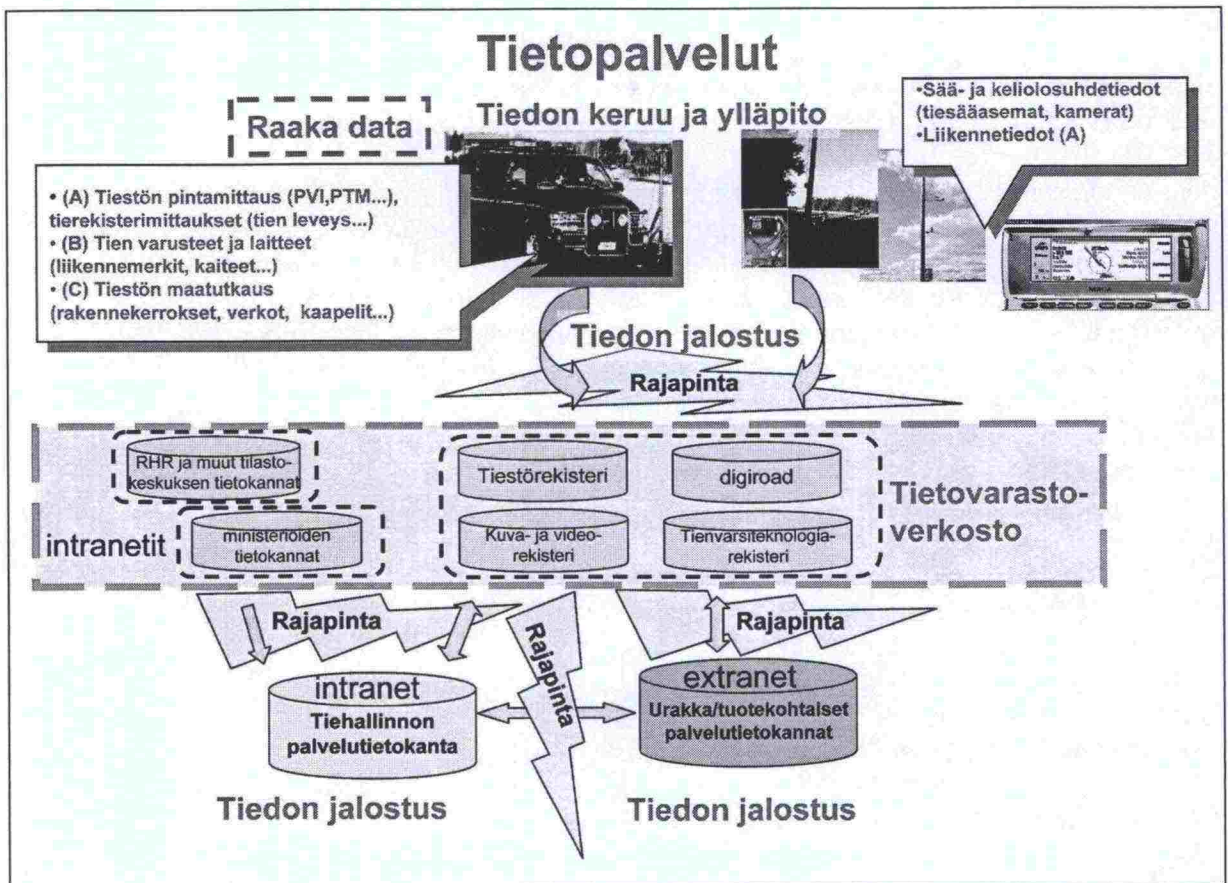 Tietopalvelut
Raaka data
Tiedon keruu ja ylläpito
•Sää- ja keliolosuhdetiedot
(tiesääasemat, kamerat)
•Liikennetiedot (A)
• (A) Tiestön pintamittaus (PVI,PTM...),
tierekisterimittaukset (tien leveys...)
• (B) Tien varusteet ja laitteet
(liikennemerkit, kaiteet...)
• (C) Tiestön maatutkaus
(rakennekerrokset, verkot, kaapelit...)
NOKIA
Tiedon jalostus
Rajapinta
intranetit
RHR ja muut tilasto-
keskuksen tietokannat
ministeriöiden
tietokannat
Tiestörekisteri
digiroad
Kuva- ja video-
rekisteri
Tienvarsiteknologia-
rekisteri
Tietovarasto-
verkosto
Rajapinta
Rajapinta
Rajapinta
intranet
Tiehallinnon
palvelutietokanta
extranet
Urakka/tuotekohtaiset
palvelutietokannat
Tiedon jalostus
Tiedon jalostus